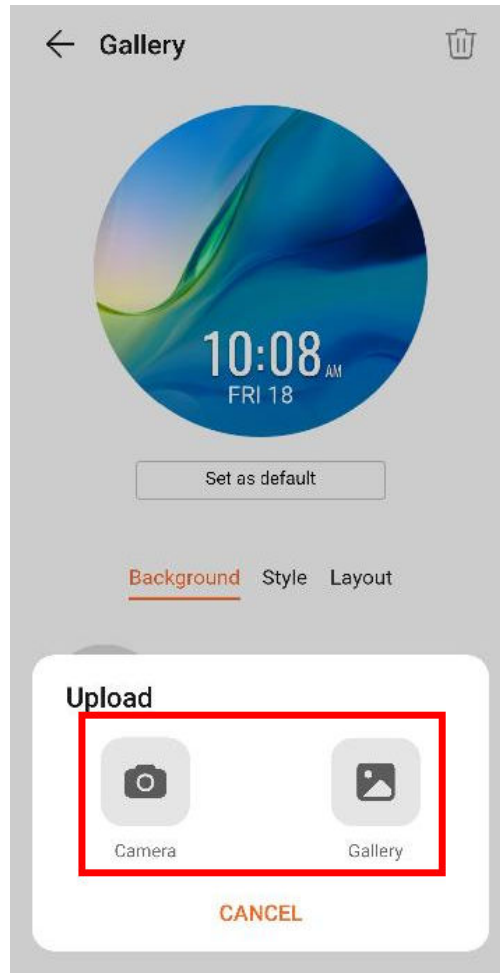 Gallery
10:08 AM
FRI 18
Set as default
Background Style Layout
Upload
Camera Gallery
CANCEL